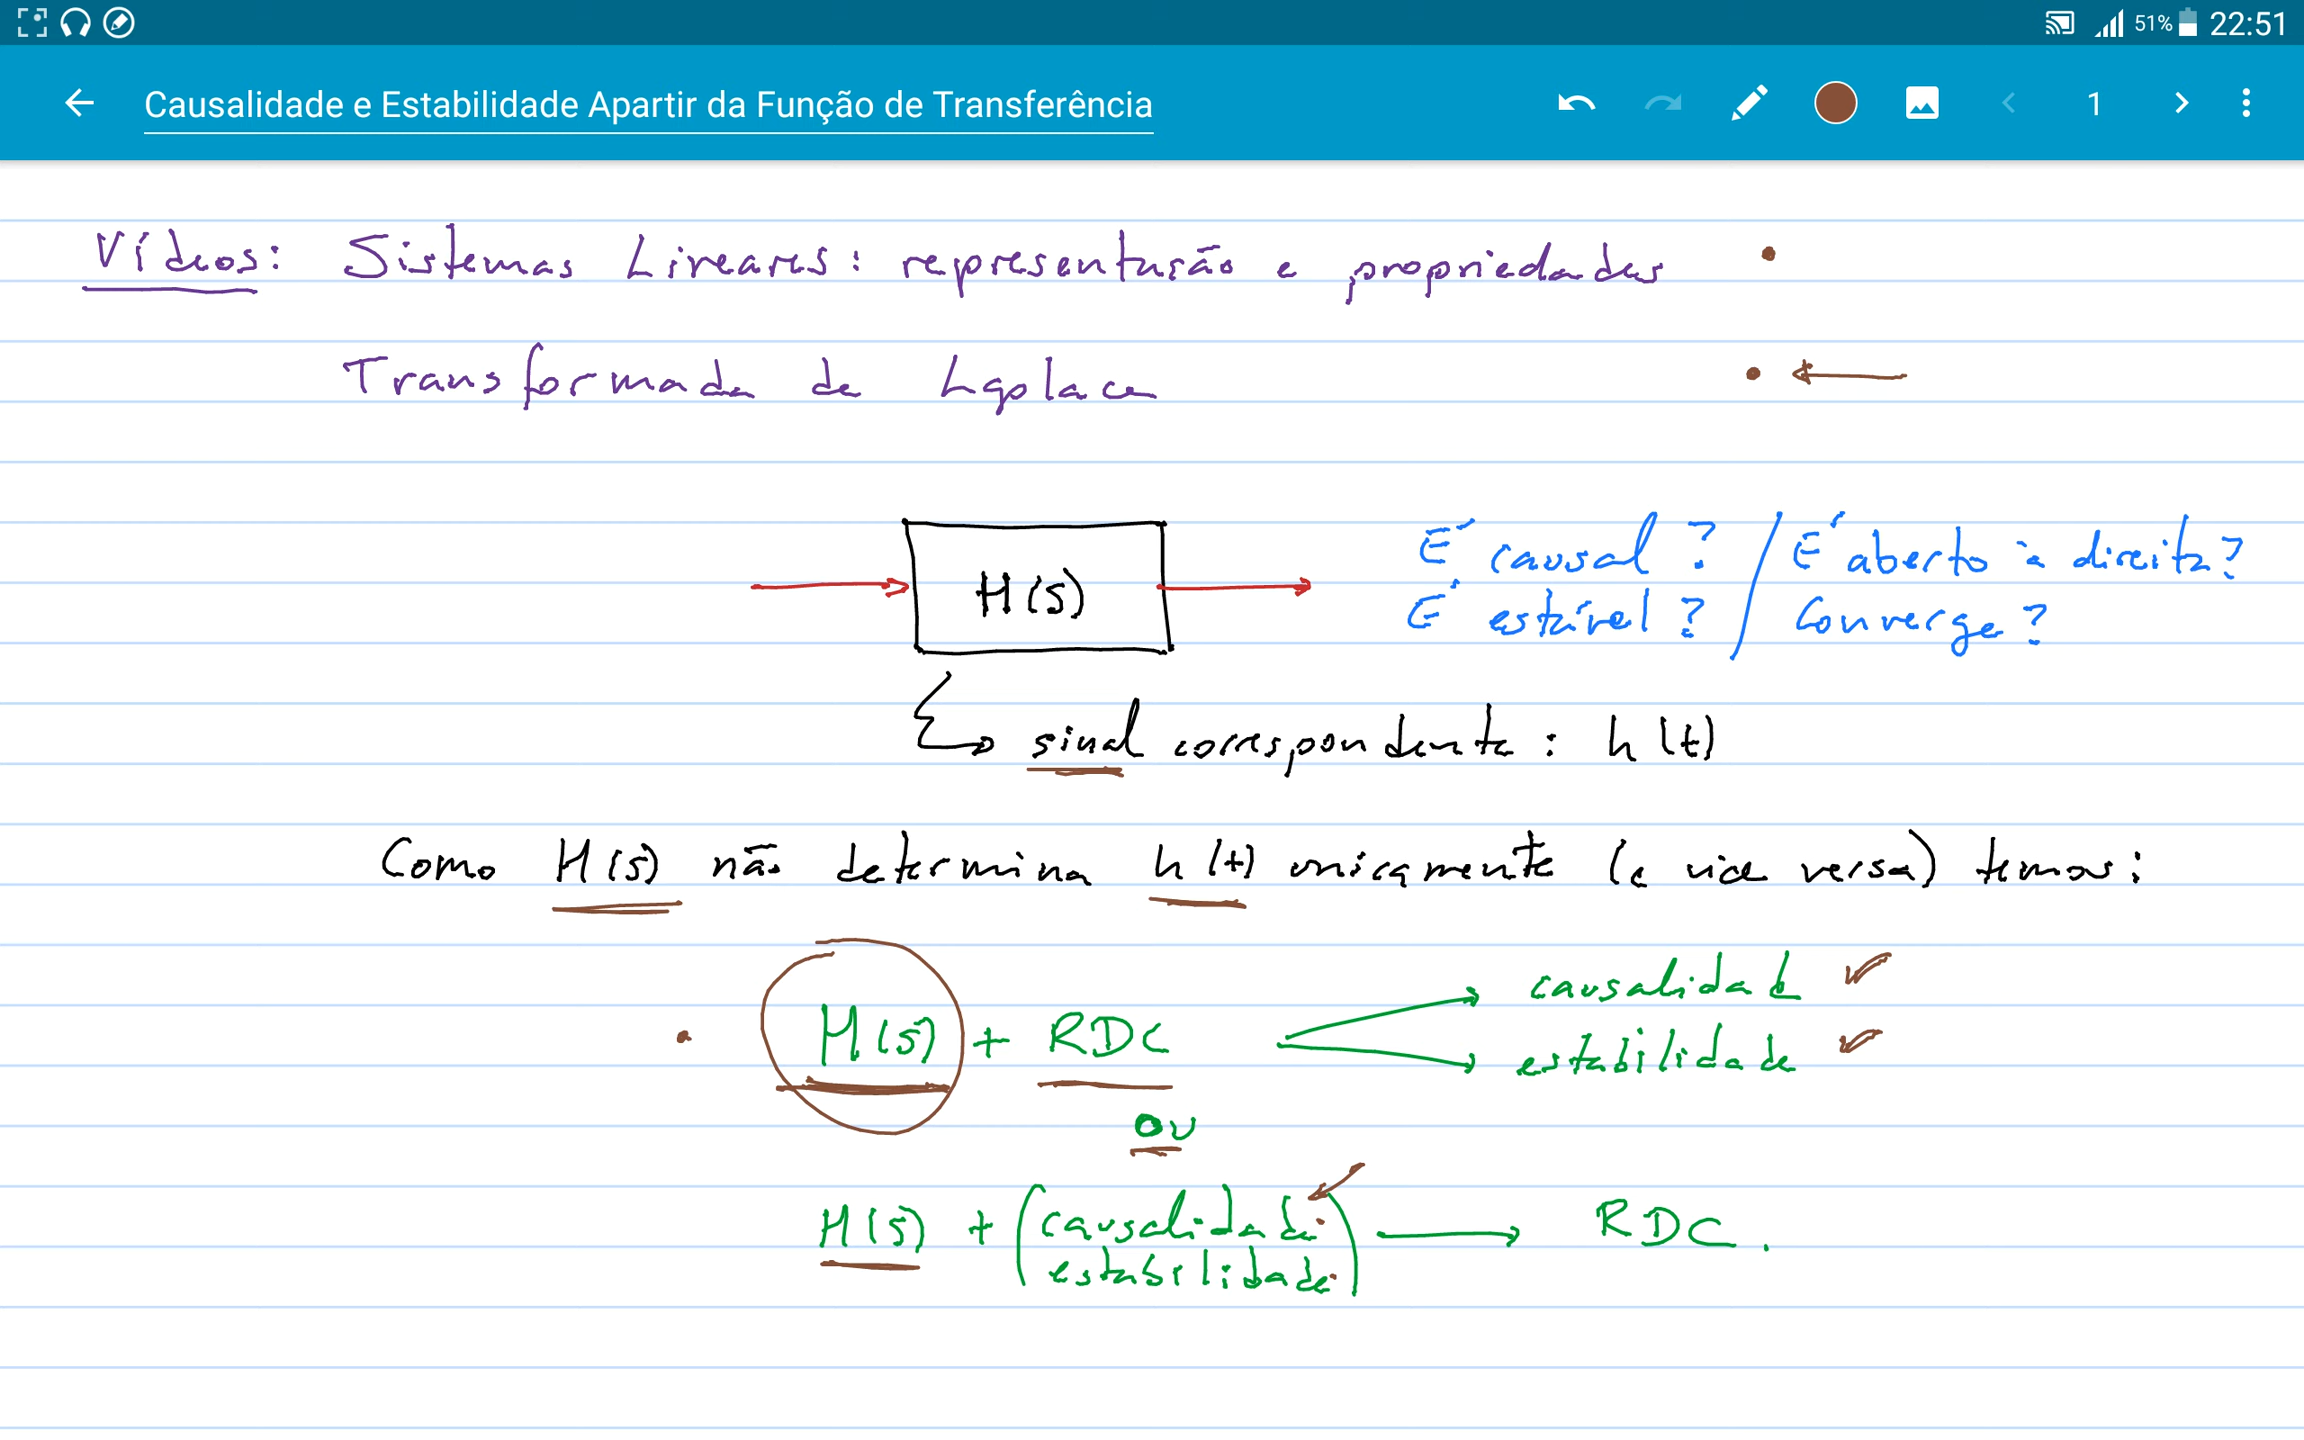 51% 22:51
Causalidade e Estabilidade Apartir da Função de Transferência 1
Vídeos: Sistemas Lineares: representação e propriedades
Transformada de Laplace
É causal ? / É aberto à direita?
H(s)
É estável ? / Converge?
sinal correspondente : h(t)
Como H(s) não determina h(t) unicamente (e vice versa) temos:
H(s) + RDC causalidade
estabilidade
ou
H(s) + (causalidade estabilidade) RDC.